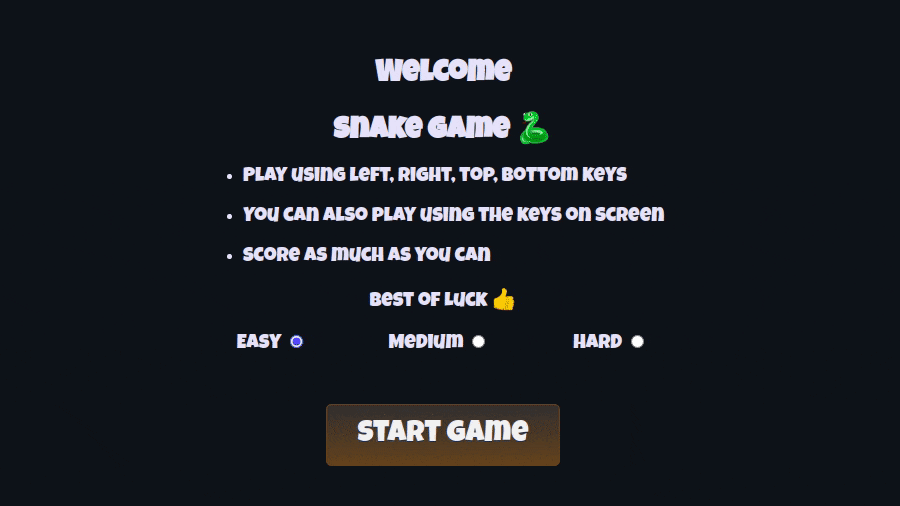 Welcome
Snake Game 🐍
Play using left, right, top, bottom keys
You can also play using the keys on screen
Score as much as you can
Best of luck 👍
Easy Medium Hard
Start Game